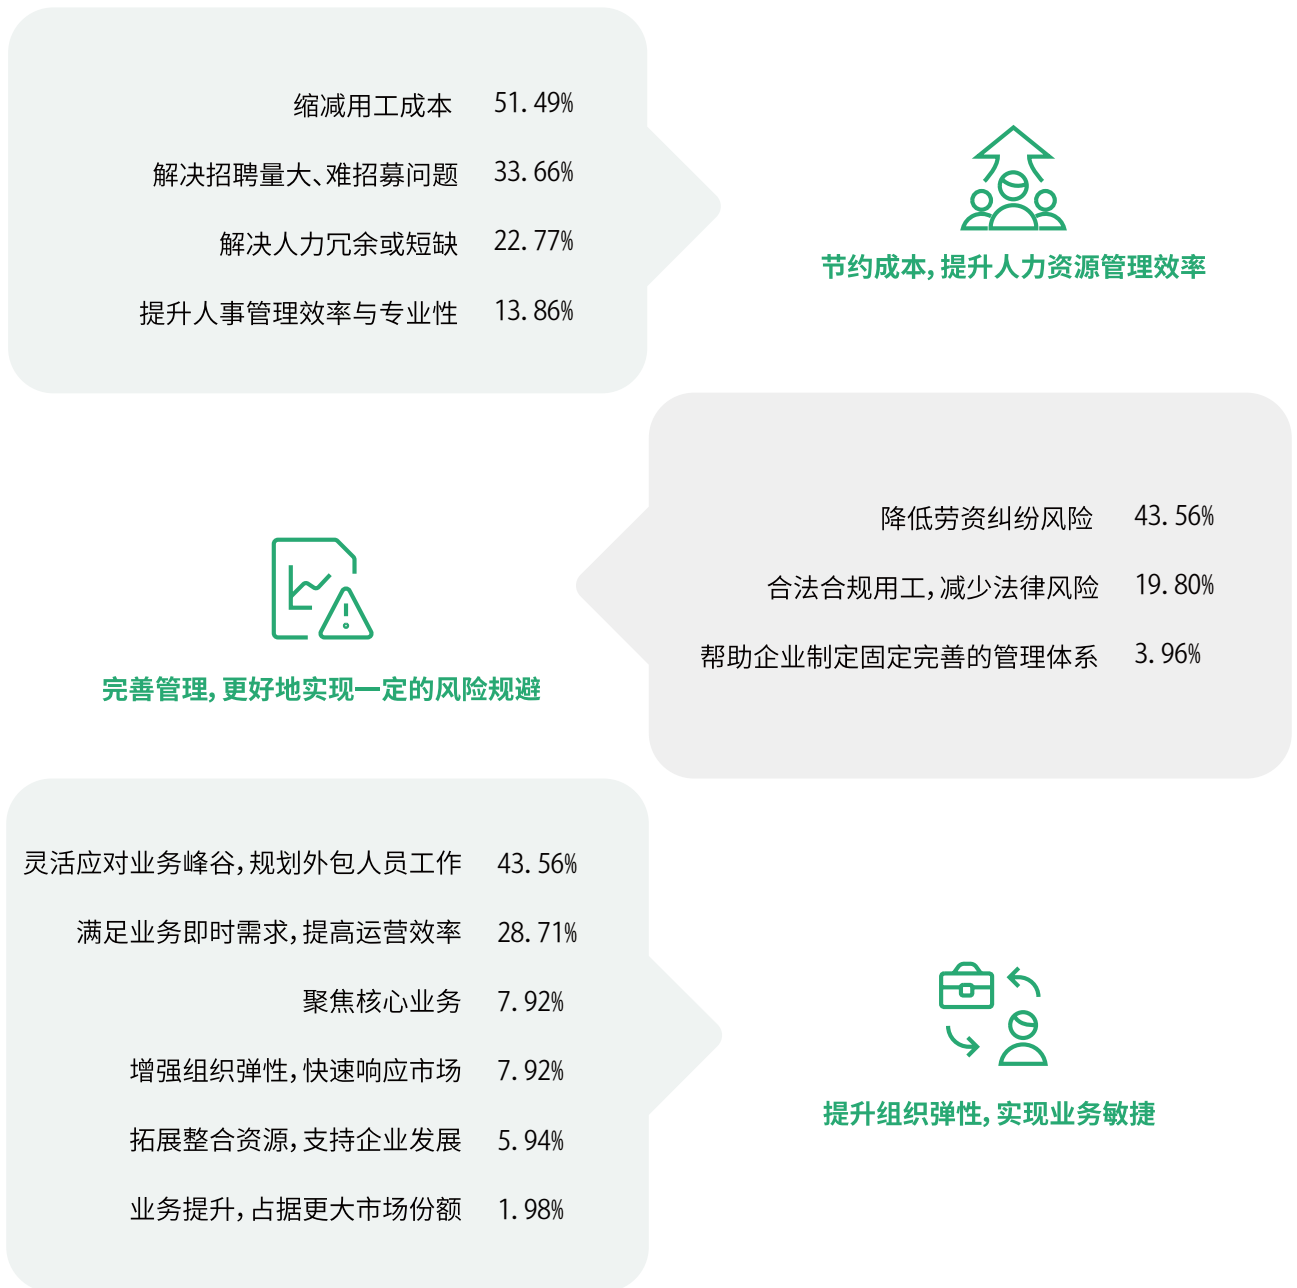 缩减用工成本 51.49%
解决招聘量大、难招募问题 33.66%
解决人力冗余或短缺 22.77%
提升人事管理效率与专业性 13.86%
节约成本，提升人力资源管理效率
降低劳资纠纷风险 43.56%
合法合规用工，减少法律风险 19.80%
帮助企业制定固定完善的管理体系 3.96%
完善管理，更好地实现一定的风险规避
灵活应对业务峰谷，规划外包人员工作 43.56%
满足业务即时需求，提高运营效率 28.71%
聚焦核心业务 7.92%
增强组织弹性，快速响应市场 7.92%
拓展整合资源，支持企业发展 5.94%
业务提升，占据更大市场份额 1.98%
提升组织弹性，实现业务敏捷